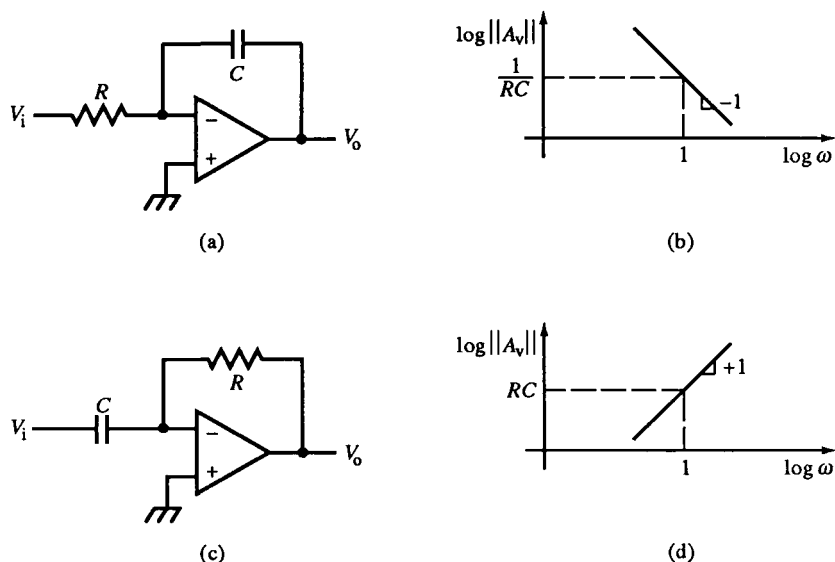 C
R
V_i
−
+
V_o
(a)
log||A_v||
1/RC
−1
1
log ω
(b)
R
C
V_i
−
+
V_o
(c)
log||A_v||
RC
+1
1
log ω
(d)